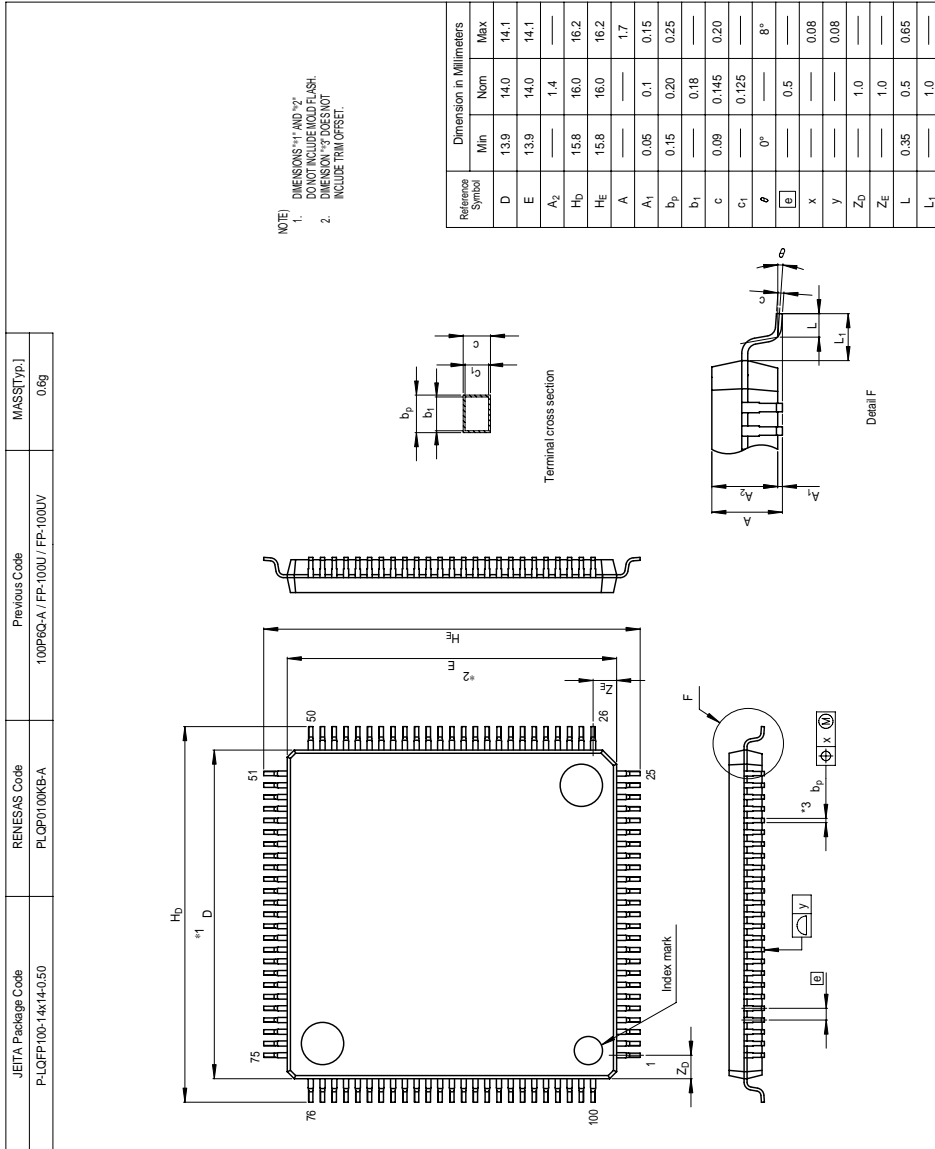 JEITA Package Code RENESAS Code Previous Code MASS[Typ.]
P-LQFP100-14x14-0.50 PLQP0100KB-A 100P6Q-A / FP-100U / FP-100UV 0.6g
HD
*1 D
51
75
76
100
50
26
25
1
ZD
Index mark
HE
*2 E
ZE
F
e
y
*3 bp
x M
bp
b1
c1
c
Terminal cross section
A
A2
A1
L
L1
c
θ
Detail F
NOTE)
1. DIMENSIONS "*1" AND "*2"
DO NOT INCLUDE MOLD FLASH.
2. DIMENSION "*3" DOES NOT
INCLUDE TRIM OFFSET.
Reference Symbol
Dimension in Millimeters
Min Nom Max
D 13.9 14.0 14.1
E 13.9 14.0 14.1
A2 — 1.4 —
HD 15.8 16.0 16.2
HE 15.8 16.0 16.2
A — — 1.7
A1 0.05 0.1 0.15
bp 0.15 0.20 0.25
b1 — 0.18 —
c 0.09 0.145 0.20
c1 — 0.125 —
θ 0° — 8°
e — 0.5 —
x — — 0.08
y — — 0.08
ZD — 1.0 —
ZE — 1.0 —
L 0.35 0.5 0.65
L1 — 1.0 —